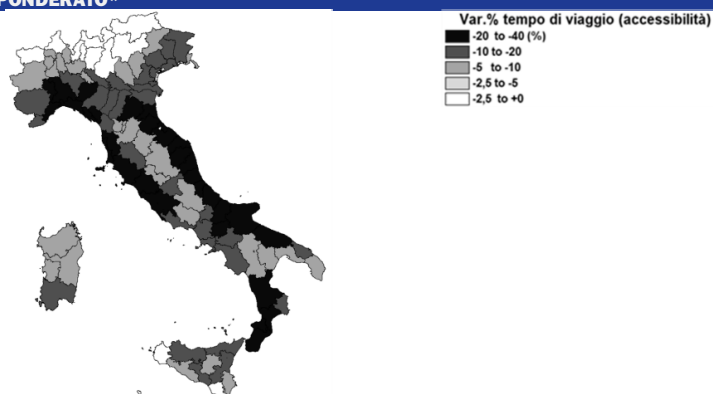 PONDERATO"
Var.% tempo di viaggio (accessibilità)
-20 to -40 (%)
-10 to -20
-5 to -10
-2,5 to -5
-2,5 to +0